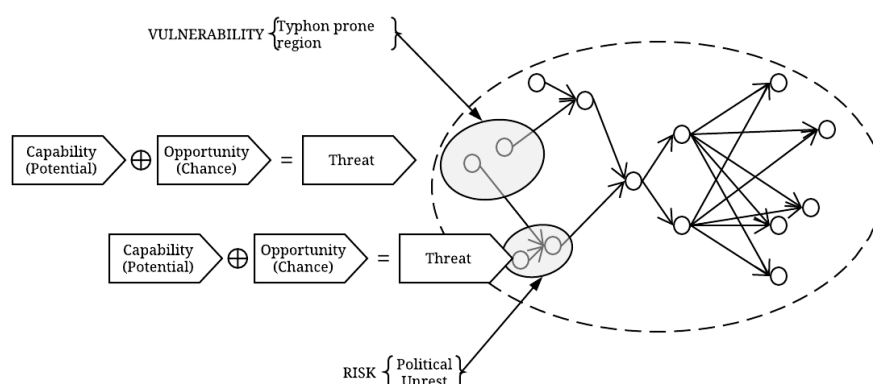 VULNERABILITY { Typhon prone
region }
Capability
(Potential)
⊕
Opportunity
(Chance)
=
Threat
Capability
(Potential)
⊕
Opportunity
(Chance)
=
Threat
RISK { Political
Unrest }